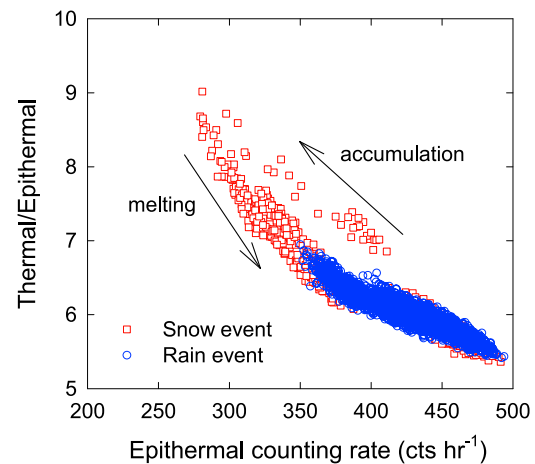 10
9
8
7
6
5
Thermal/Epithermal
accumulation
melting
Snow event
Rain event
200 250 300 350 400 450 500
Epithermal counting rate (cts hr⁻¹)